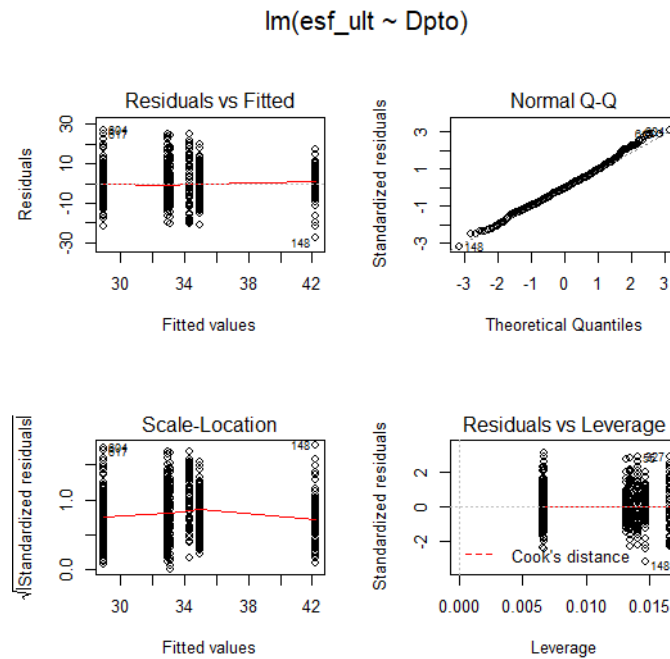 lm(esf_ult ~ Dpto)
Residuals vs Fitted
Residuals
30
10
-10
-30
148
30
34
38
42
Fitted values
Normal Q-Q
Standardized residuals
3
1
-1
-3
148
-3
-2
-1
0
1
2
3
Theoretical Quantiles
Scale-Location
√|Standardized residuals|
1.0
0.0
148
30
34
38
42
Fitted values
Residuals vs Leverage
Standardized residuals
2
0
-2
Cook's distance
148
0.000
0.005
0.010
0.015
Leverage